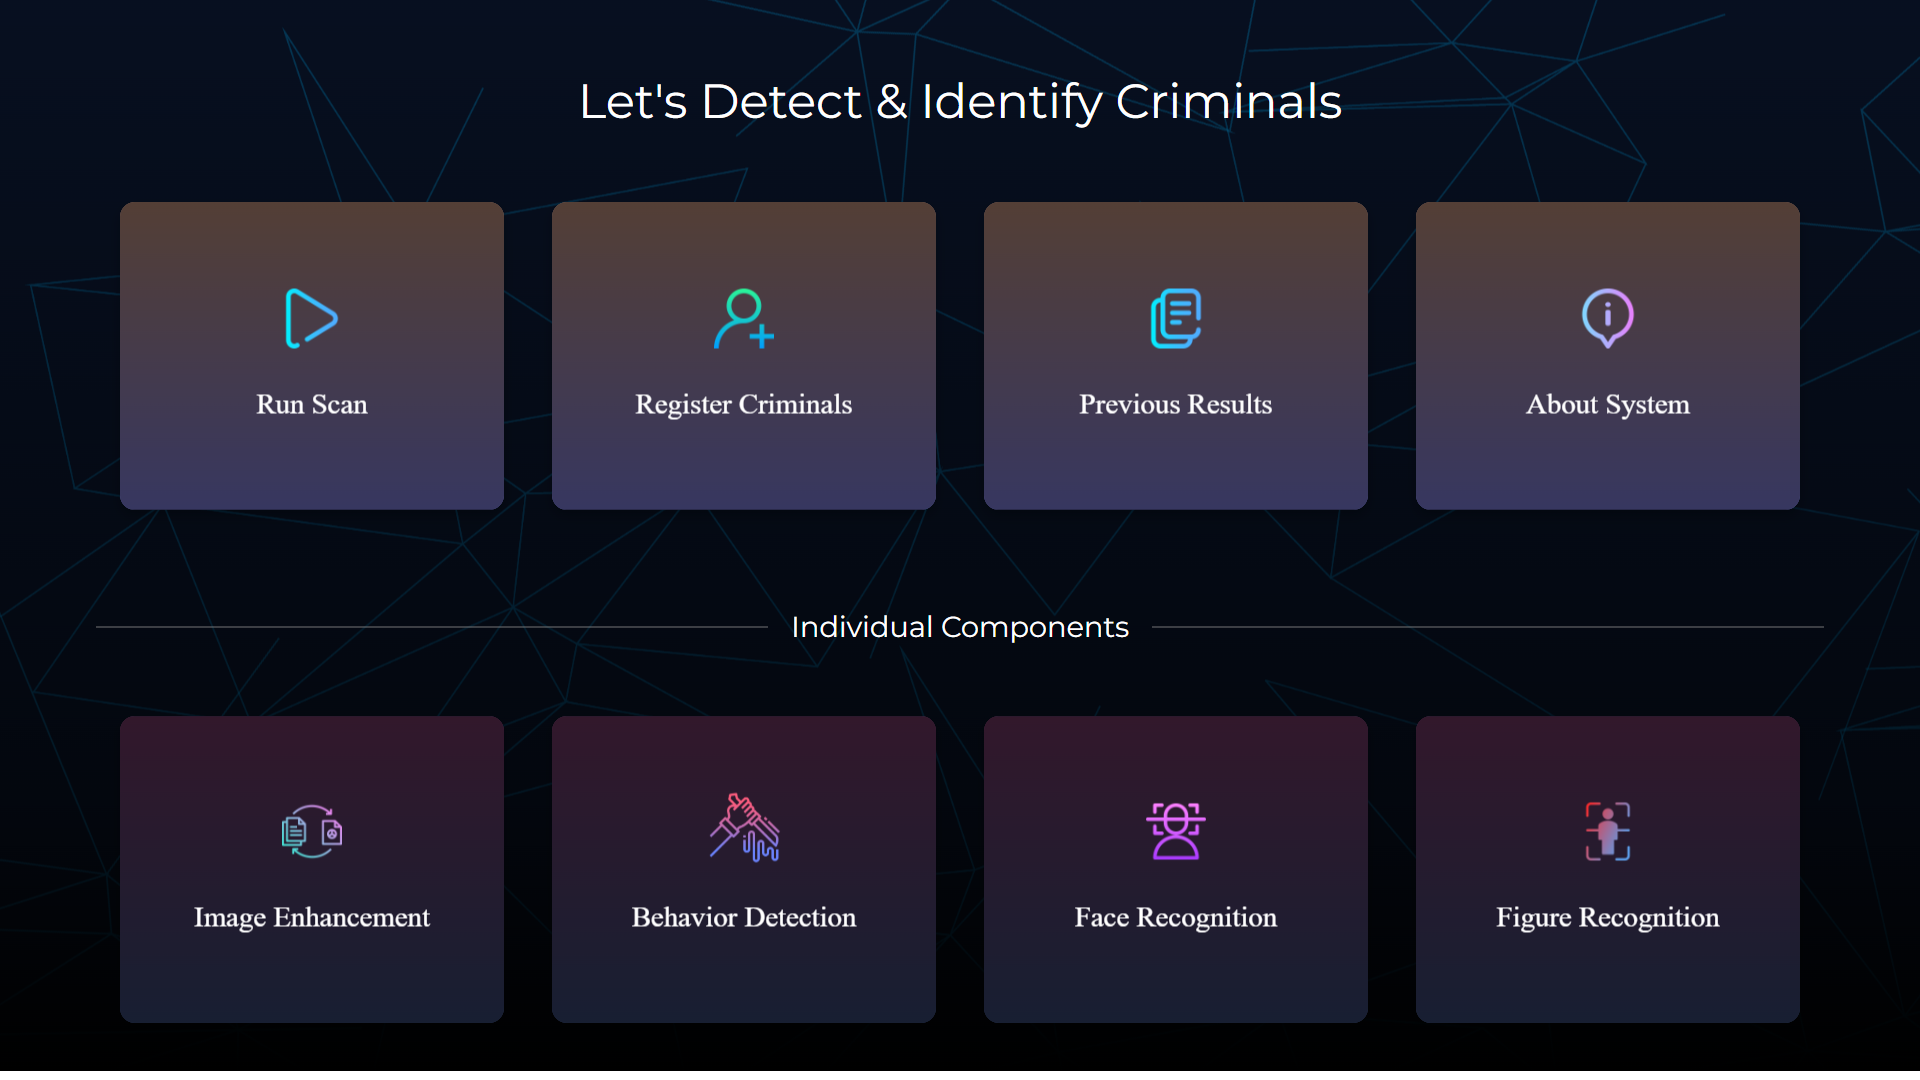 Let's Detect & Identify Criminals
Run Scan
Register Criminals
Previous Results
About System
Individual Components
Image Enhancement
Behavior Detection
Face Recognition
Figure Recognition